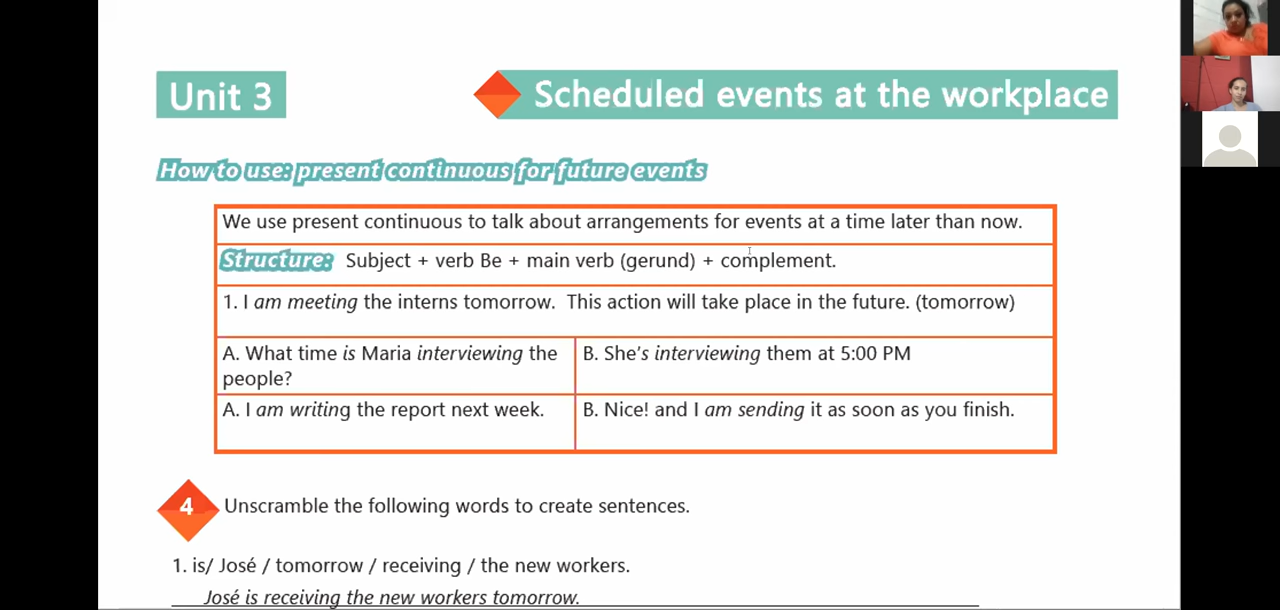 Unit 3
Scheduled events at the workplace
How to use: present continuous for future events
We use present continuous to talk about arrangements for events at a time later than now.
Structure: Subject + verb Be + main verb (gerund) + complement.
1. I am meeting the interns tomorrow. This action will take place in the future. (tomorrow)
A. What time is Maria interviewing the
people?
B. She's interviewing them at 5:00 PM
A. I am writing the report next week.
B. Nice! and I am sending it as soon as you finish.
4
Unscramble the following words to create sentences.
1. is/ José / tomorrow / receiving / the new workers.
José is receiving the new workers tomorrow.